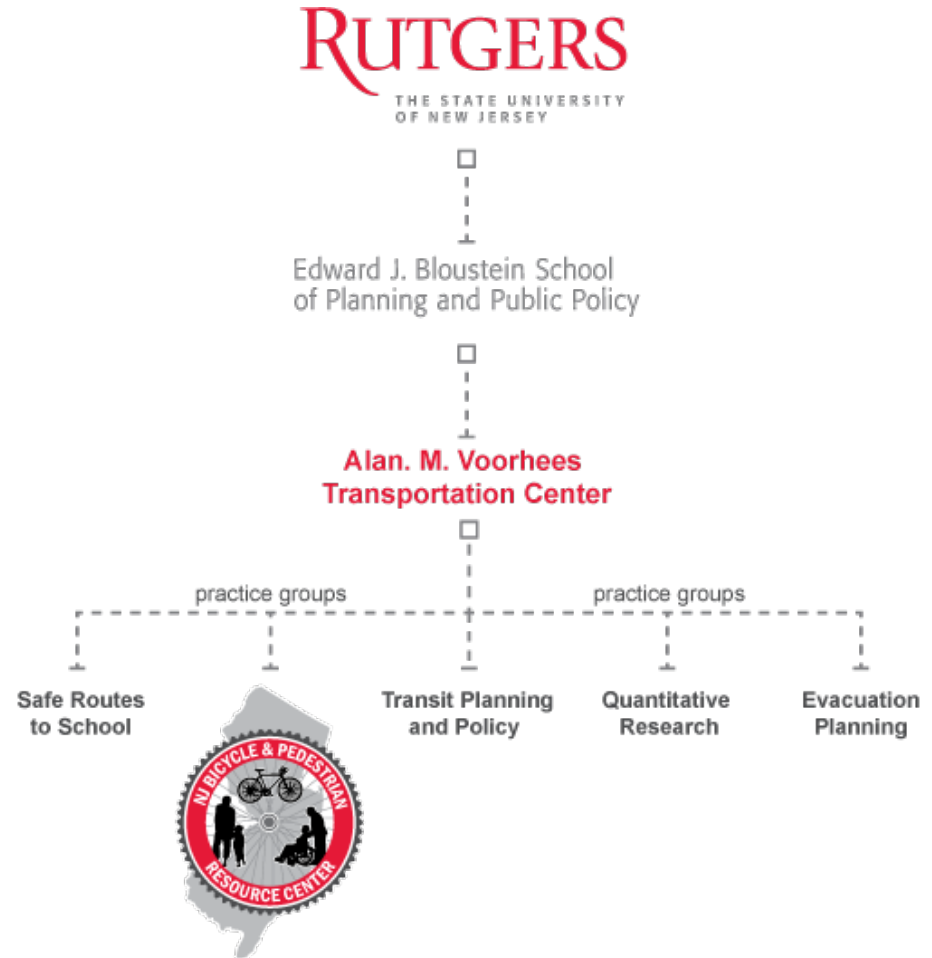 RUTGERS
THE STATE UNIVERSITY
OF NEW JERSEY
Edward J. Bloustein School
of Planning and Public Policy
Alan. M. Voorhees
Transportation Center
practice groups
practice groups
Safe Routes
to School
NJ BICYCLE & PEDESTRIAN
RESOURCE CENTER
Transit Planning
and Policy
Quantitative
Research
Evacuation
Planning